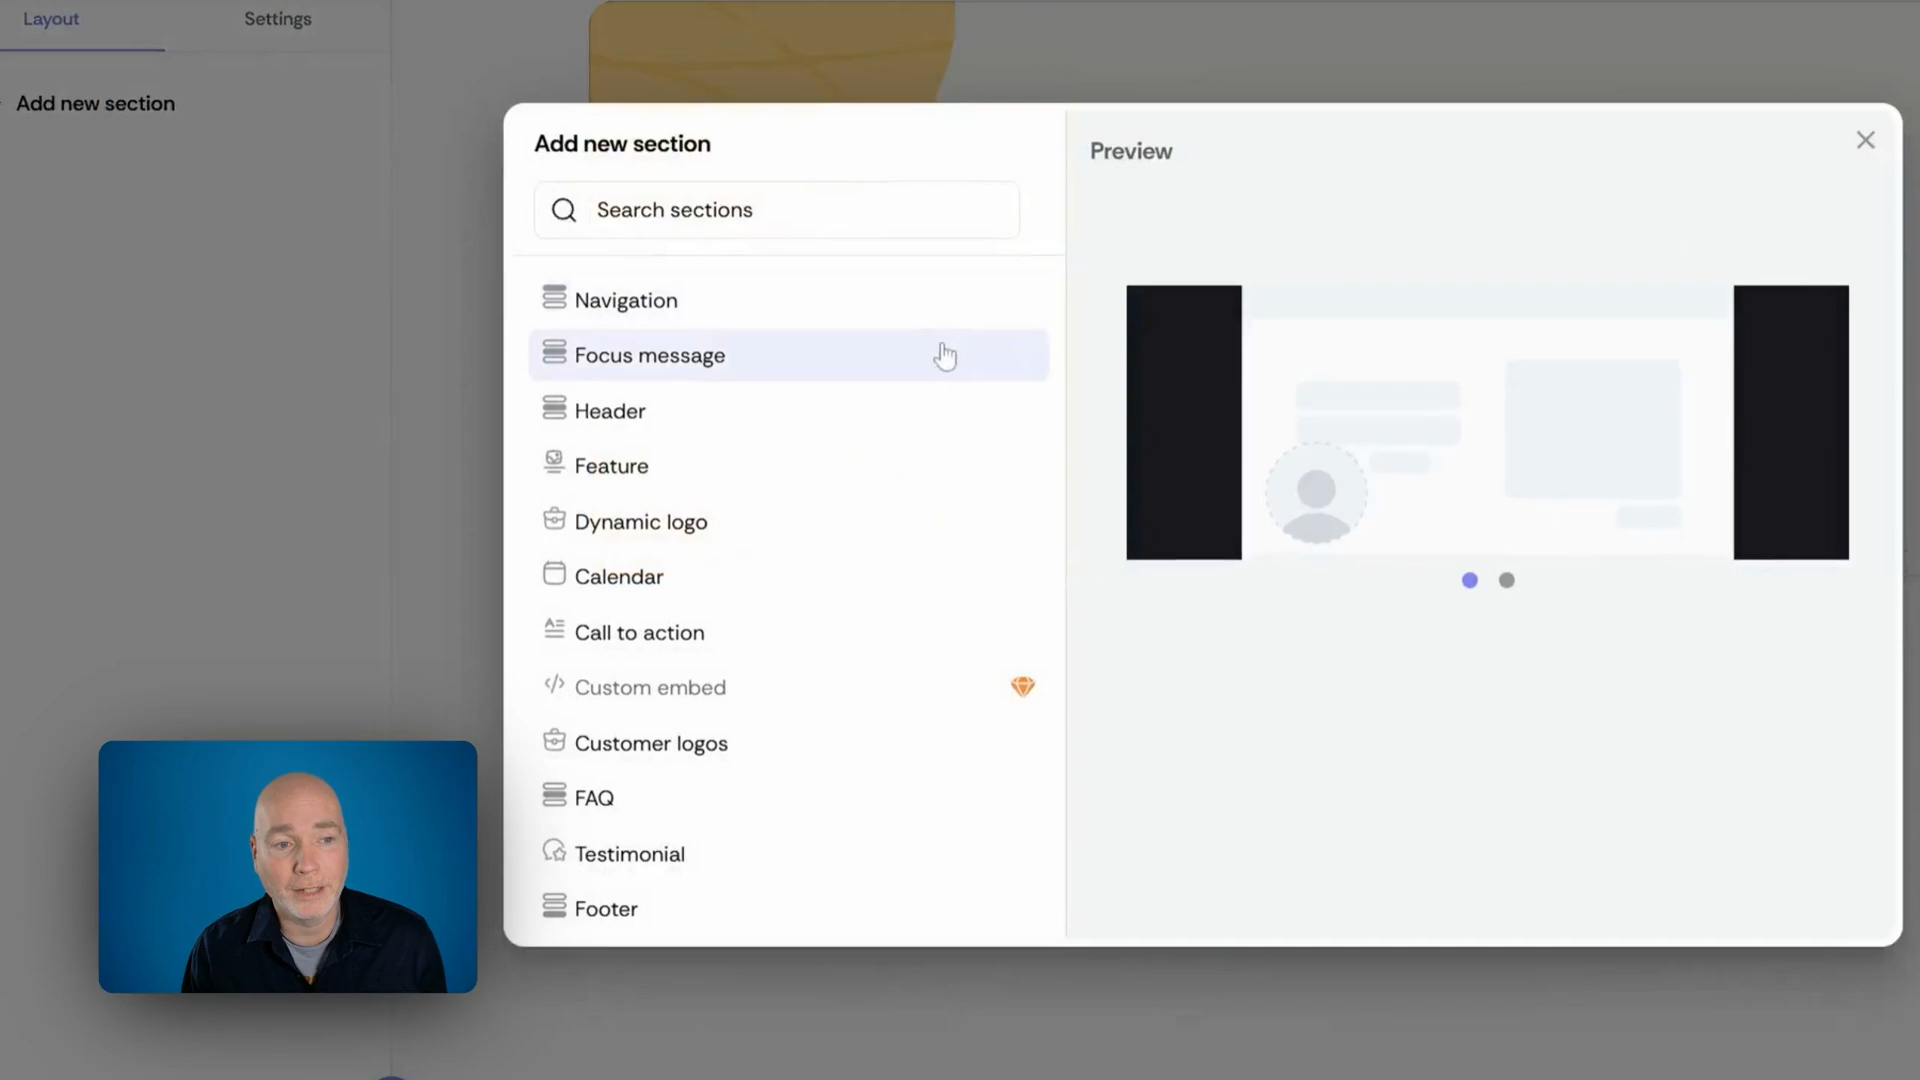 Layout
Settings
Add new section
Add new section
Search sections
Navigation
Focus message
Header
Feature
Dynamic logo
Calendar
Call to action
Custom embed
Customer logos
FAQ
Testimonial
Footer
Preview